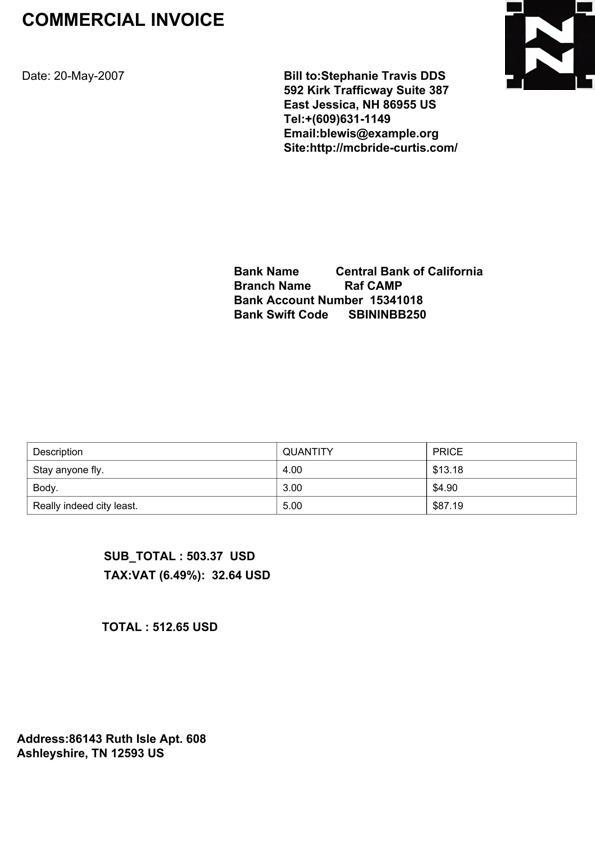 COMMERCIAL INVOICE
Date: 20-May-2007
Bill to:Stephanie Travis DDS
592 Kirk Trafficway Suite 387
East Jessica, NH 86955 US
Tel:+(609)631-1149
Email:blewis@example.org
Site:http://mcbride-curtis.com/
Bank Name Central Bank of California
Branch Name Raf CAMP
Bank Account Number 15341018
Bank Swift Code SBININBB250
Description QUANTITY PRICE
Stay anyone fly. 4.00 $13.18
Body. 3.00 $4.90
Really indeed city least. 5.00 $87.19
SUB_TOTAL : 503.37 USD
TAX:VAT (6.49%): 32.64 USD
TOTAL : 512.65 USD
Address:86143 Ruth Isle Apt. 608
Ashleyshire, TN 12593 US